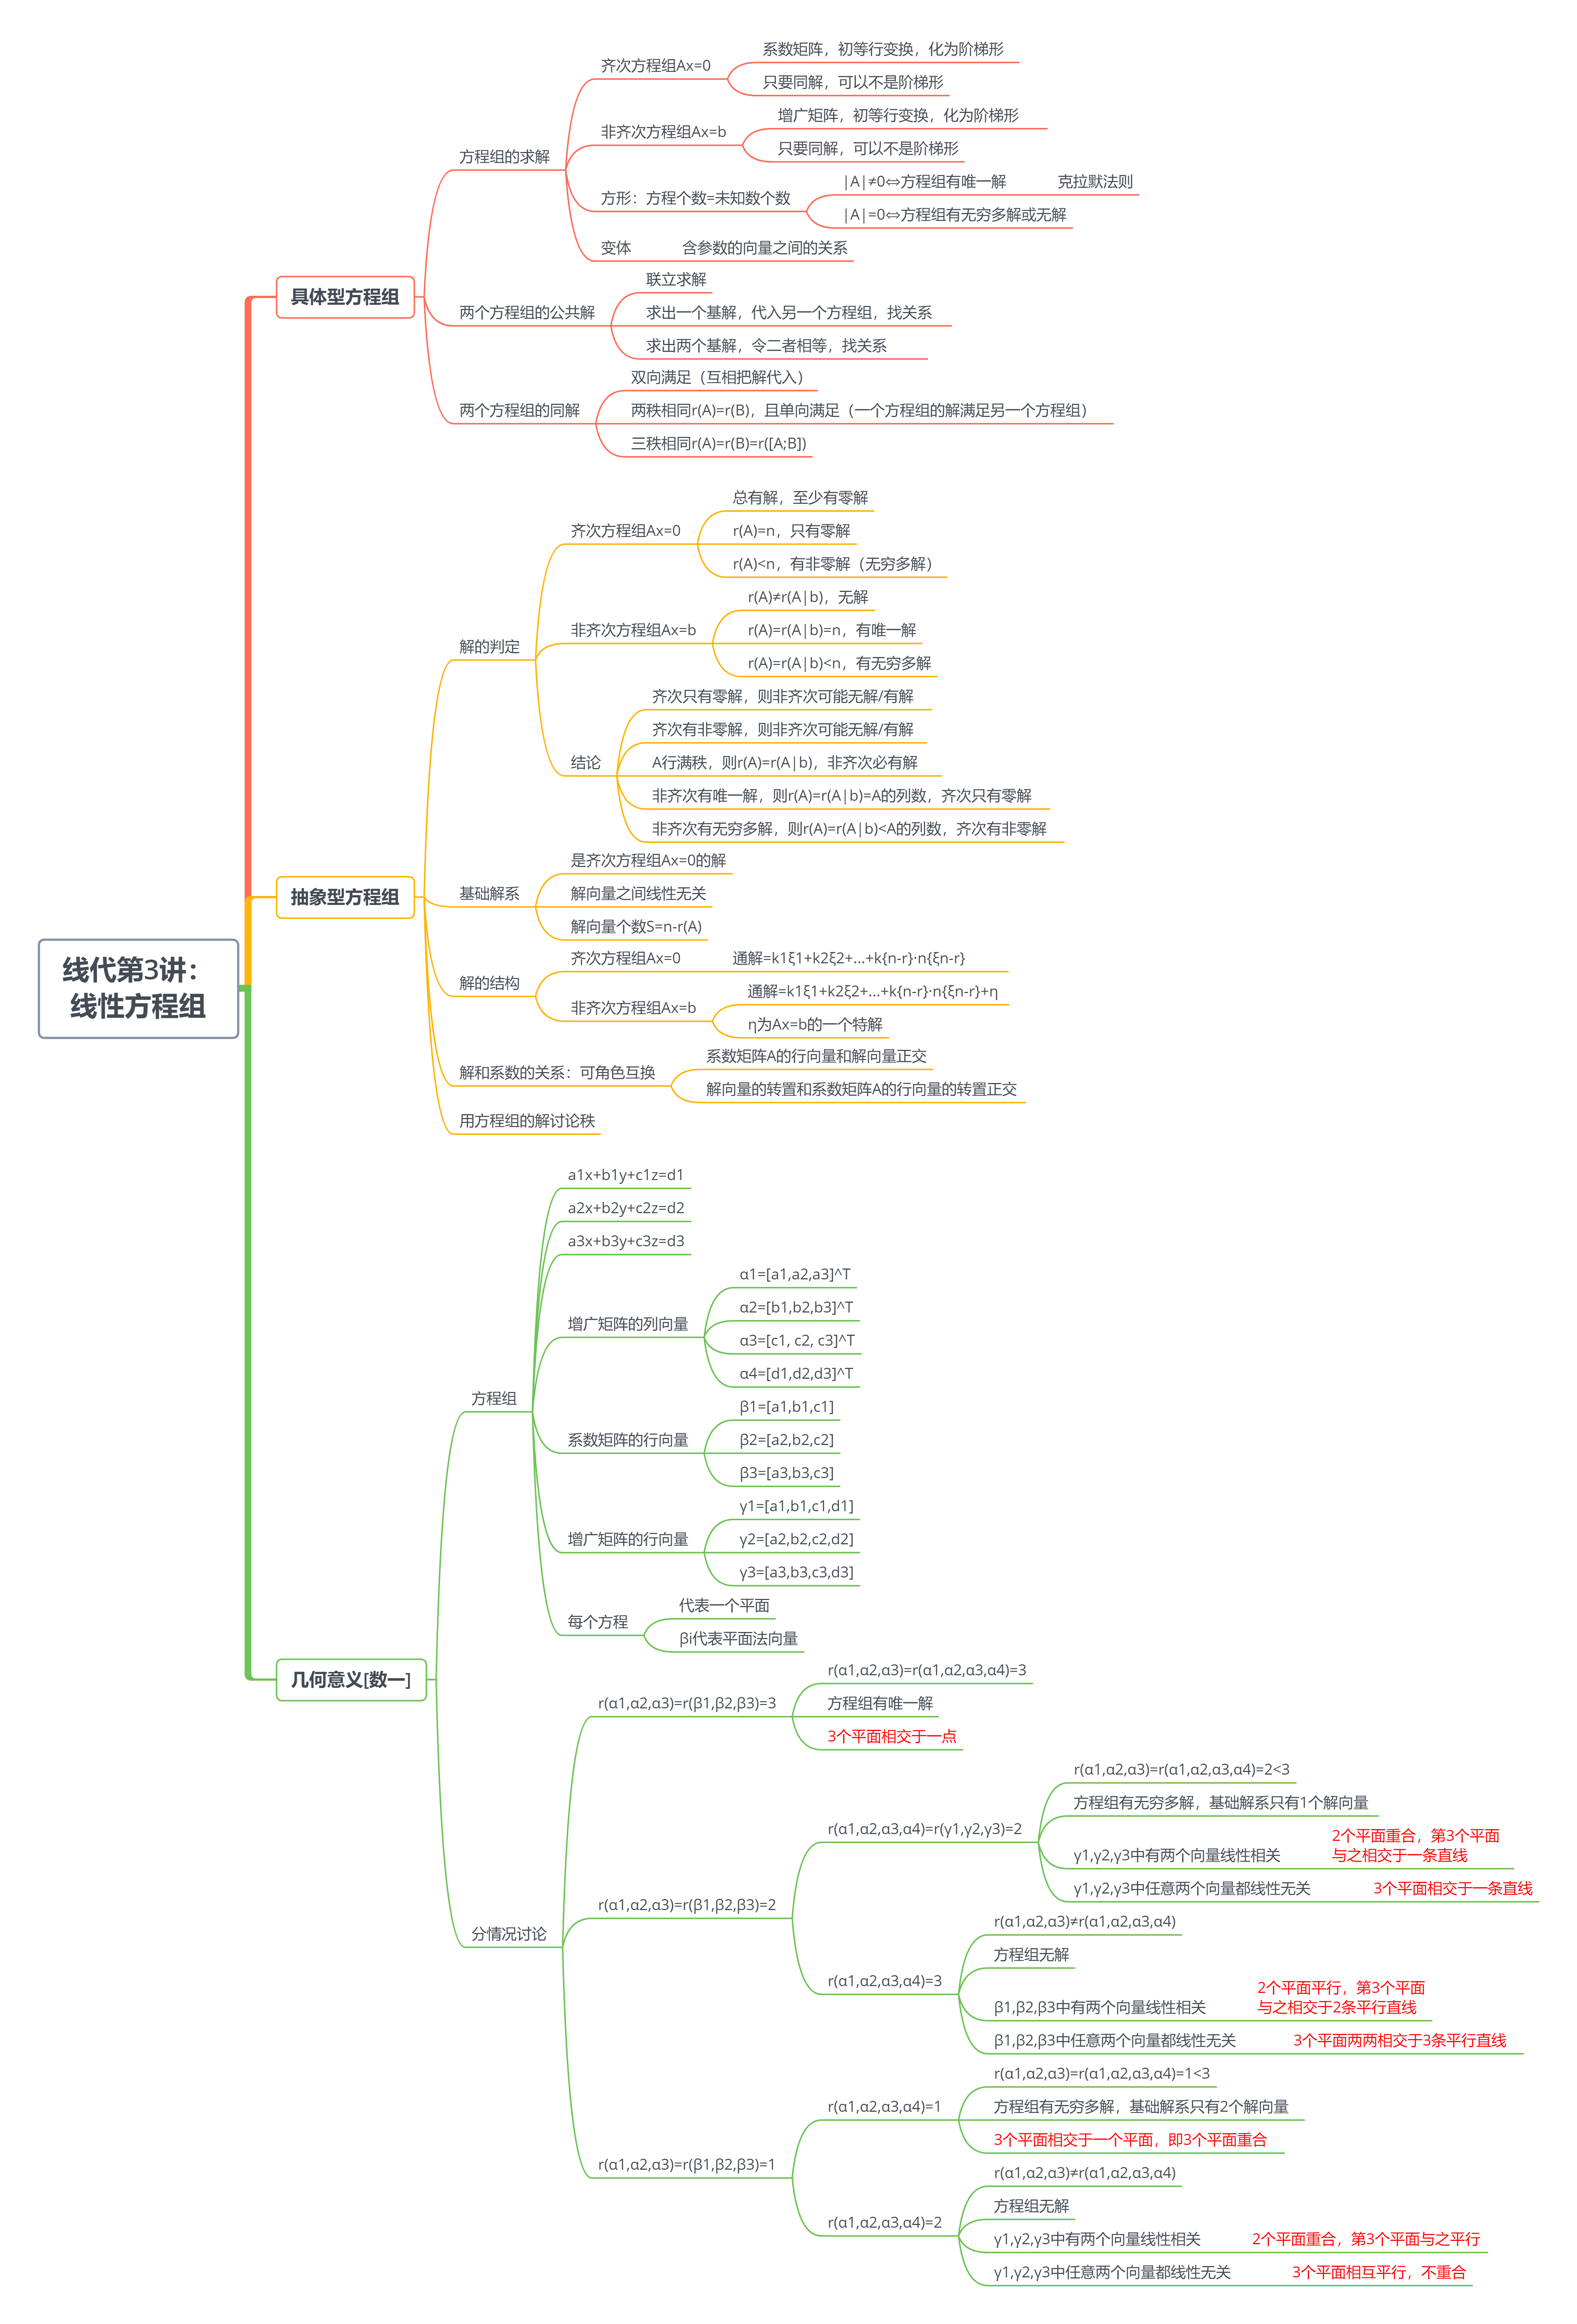 线代第3讲：
线性方程组
具体型方程组
方程组的求解
齐次方程组Ax=0
系数矩阵，初等行变换，化为阶梯形
只要同解，可以不是阶梯形
非齐次方程组Ax=b
增广矩阵，初等行变换，化为阶梯形
只要同解，可以不是阶梯形
方形：方程个数=未知数个数
|A|≠0⇔方程组有唯一解
克拉默法则
|A|=0⇔方程组有无穷多解或无解
变体
含参数的向量之间的关系
两个方程组的公共解
联立求解
求出一个基解，代入另一个方程组，找关系
求出两个基解，令二者相等，找关系
两个方程组的同解
双向满足（互相把解代入）
两秩相同r(A)=r(B)，且单向满足（一个方程组的解满足另一个方程组）
三秩相同r(A)=r(B)=r([A;B])
抽象型方程组
解的判定
齐次方程组Ax=0
总有解，至少有零解
r(A)=n，只有零解
r(A)<n，有非零解（无穷多解）
非齐次方程组Ax=b
r(A)≠r(A|b)，无解
r(A)=r(A|b)=n，有唯一解
r(A)=r(A|b)<n，有无穷多解
结论
齐次只有零解，则非齐次可能无解/有解
齐次有非零解，则非齐次可能无解/有解
A行满秩，则r(A)=r(A|b)，非齐次必有解
非齐次有唯一解，则r(A)=r(A|b)=A的列数，齐次只有零解
非齐次有无穷多解，则r(A)=r(A|b)<A的列数，齐次有非零解
基础解系
是齐次方程组Ax=0的解
解向量之间线性无关
解向量个数S=n-r(A)
解的结构
齐次方程组Ax=0
通解=k1ξ1+k2ξ2+...+k{n-r}·n{ξn-r}
非齐次方程组Ax=b
通解=k1ξ1+k2ξ2+...+k{n-r}·n{ξn-r}+η
η为Ax=b的一个特解
解和系数的关系：可角色互换
系数矩阵A的行向量和解向量正交
解向量的转置和系数矩阵A的行向量的转置正交
用方程组的解讨论秩
几何意义[数一]
方程组
a1x+b1y+c1z=d1
a2x+b2y+c2z=d2
a3x+b3y+c3z=d3
增广矩阵的列向量
α1=[a1,a2,a3]^T
α2=[b1,b2,b3]^T
α3=[c1, c2, c3]^T
α4=[d1,d2,d3]^T
系数矩阵的行向量
β1=[a1,b1,c1]
β2=[a2,b2,c2]
β3=[a3,b3,c3]
增广矩阵的行向量
γ1=[a1,b1,c1,d1]
γ2=[a2,b2,c2,d2]
γ3=[a3,b3,c3,d3]
每个方程
代表一个平面
βi代表平面法向量
分情况讨论
r(α1,α2,α3)=r(β1,β2,β3)=3
r(α1,α2,α3)=r(α1,α2,α3,α4)=3
方程组有唯一解
3个平面相交于一点
r(α1,α2,α3)=r(β1,β2,β3)=2
r(α1,α2,α3,α4)=r(γ1,γ2,γ3)=2
r(α1,α2,α3)=r(α1,α2,α3,α4)=2<3
方程组有无穷多解，基础解系只有1个解向量
γ1,γ2,γ3中有两个向量线性相关
2个平面重合，第3个平面
与之相交于一条直线
γ1,γ2,γ3中任意两个向量都线性无关
3个平面相交于一条直线
r(α1,α2,α3,α4)=3
r(α1,α2,α3)≠r(α1,α2,α3,α4)
方程组无解
β1,β2,β3中有两个向量线性相关
2个平面平行，第3个平面
与之相交于2条平行直线
β1,β2,β3中任意两个向量都线性无关
3个平面两两相交于3条平行直线
r(α1,α2,α3)=r(β1,β2,β3)=1
r(α1,α2,α3,α4)=1
r(α1,α2,α3)=r(α1,α2,α3,α4)=1<3
方程组有无穷多解，基础解系只有2个解向量
3个平面相交于一个平面，即3个平面重合
r(α1,α2,α3,α4)=2
r(α1,α2,α3)≠r(α1,α2,α3,α4)
方程组无解
γ1,γ2,γ3中有两个向量线性相关
2个平面重合，第3个平面与之平行
γ1,γ2,γ3中任意两个向量都线性无关
3个平面相互平行，不重合